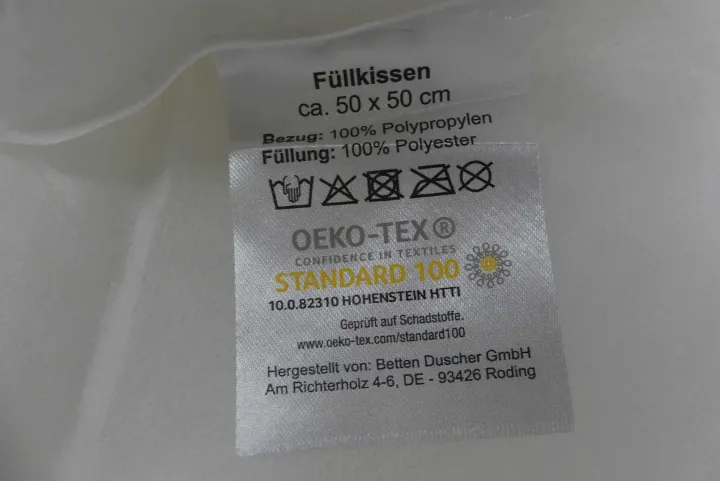 Füllkissen
ca. 50 x 50 cm
Bezug: 100% Polypropylen
Füllung: 100% Polyester
OEKO-TEX®
CONFIDENCE IN TEXTILES
STANDARD 100
10.0.82310 HOHENSTEIN HTTI
Geprüft auf Schadstoffe.
www.oeko-tex.com/standard100
Hergestellt von: Betten Duscher GmbH
Am Richterholz 4-6, DE - 93426 Roding